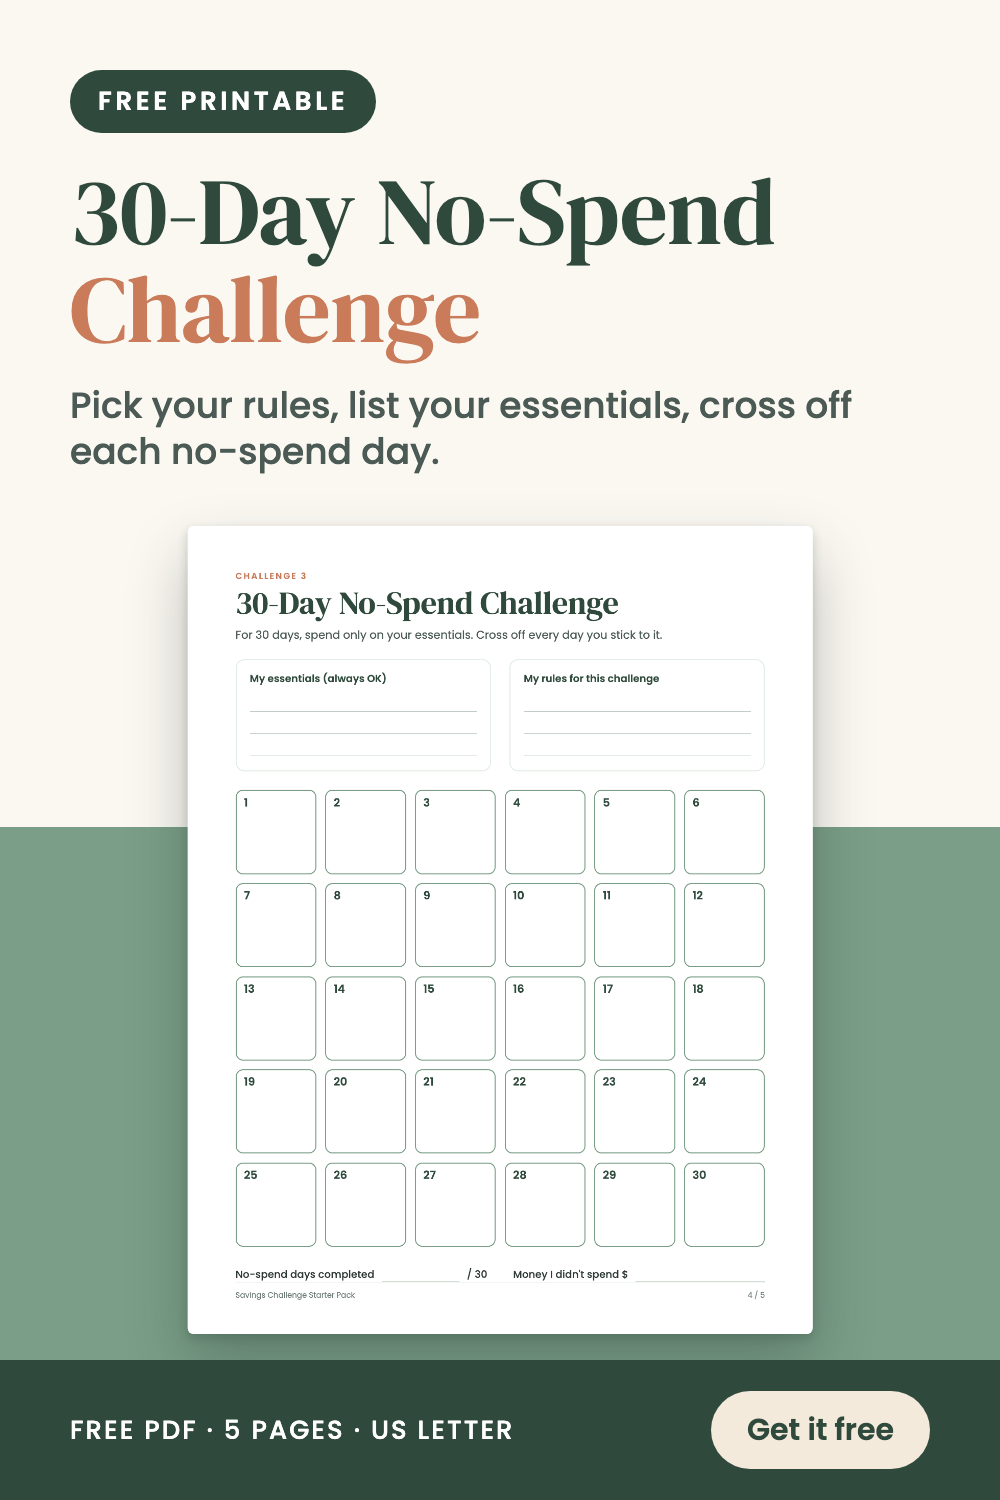 FREE PRINTABLE
30-Day No-Spend
Challenge
Pick your rules, list your essentials, cross off
each no-spend day.
CHALLENGE 3
30-Day No-Spend Challenge
For 30 days, spend only on your essentials. Cross off every day you stick to it.
My essentials (always OK) My rules for this challenge
1 2 3 4 5 6
7 8 9 10 11 12
13 14 15 16 17 18
19 20 21 22 23 24
25 26 27 28 29 30
No-spend days completed / 30 Money I didn't spend $
Savings Challenge Starter Pack 4 / 5
FREE PDF · 5 PAGES · US LETTER Get it free